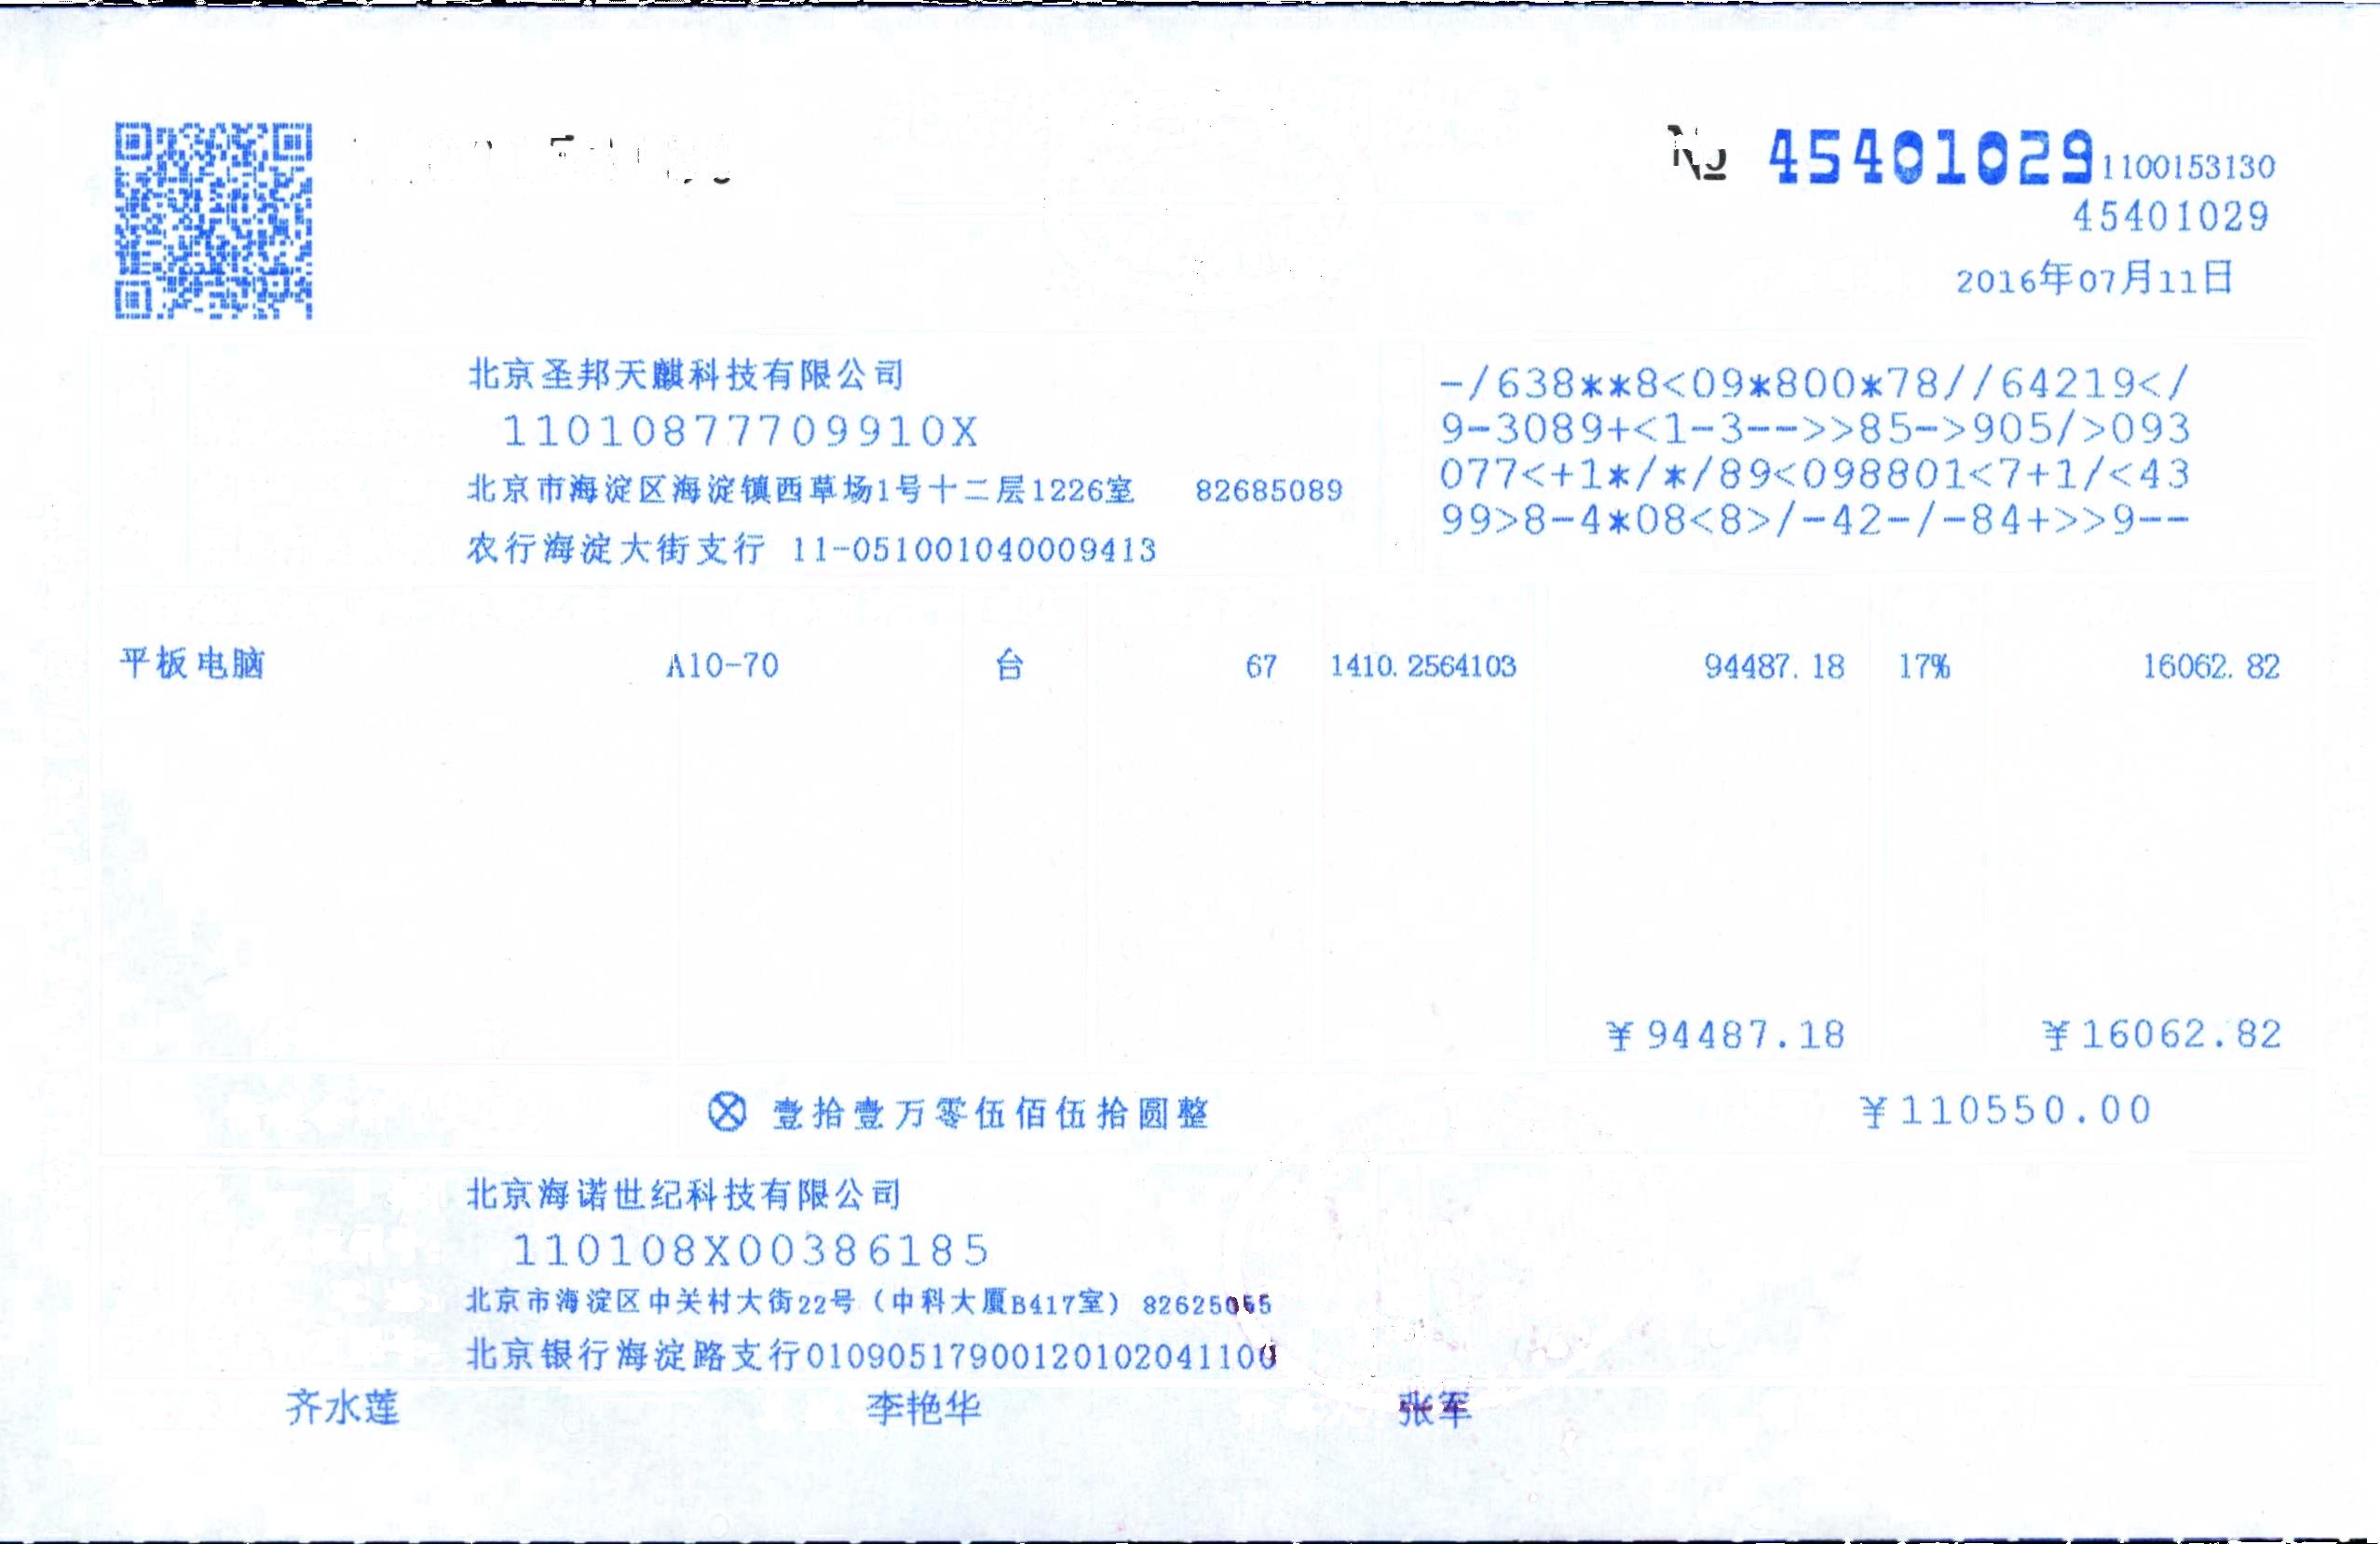 № 45401029 1100153130
45401029
2016年07月11日
北京圣邦天麒科技有限公司
11010877709910X
北京市海淀区海淀镇西草场1号十二层1226室 82685089
农行海淀大街支行 11-051001040009413
-/638**8<09*800*78//64219</
9-3089+<1-3-->>85->905/>093
077<+1*/*/89<098801<7+1/<43
99>8-4*08<8>/-42-/-84+>>9--
平板电脑 A10-70 台 67 1410.2564103 94487.18 17% 16062.82
¥94487.18 ¥16062.82
ⓧ 壹拾壹万零伍佰伍拾圆整 ¥110550.00
北京海诺世纪科技有限公司
110108X00386185
北京市海淀区中关村大街22号（中科大厦B417室）82625055
北京银行海淀路支行01090517900120102041100
齐水莲 李艳华 张军